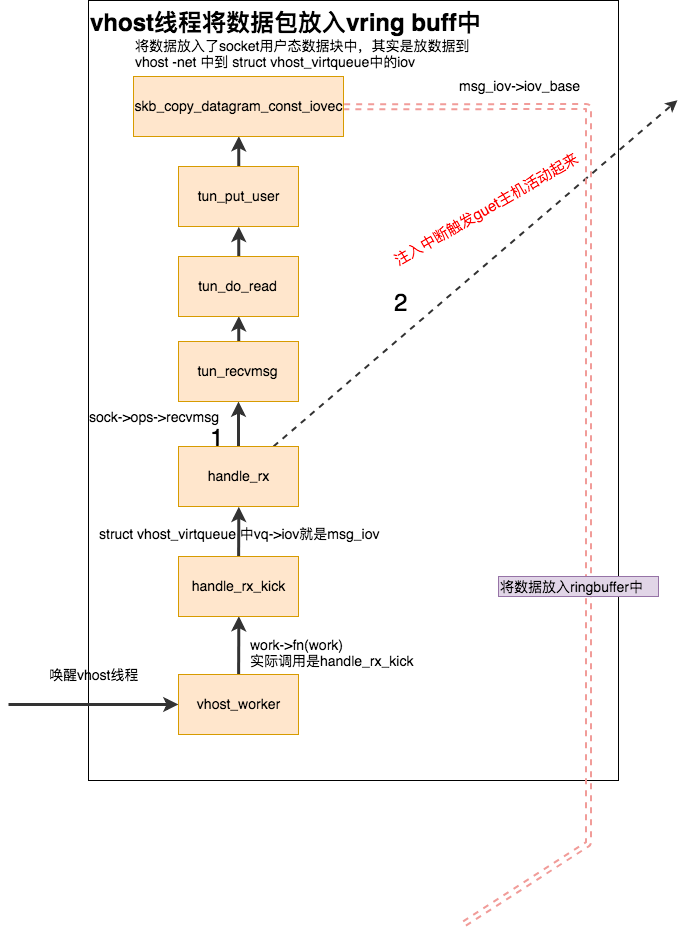 vhost线程将数据包放入vring buff中
将数据放入了socket用户态数据块中，其实是放数据到
vhost -net 中到 struct vhost_virtqueue中的iov
msg_iov->iov_base
skb_copy_datagram_const_iovec
tun_put_user
注入中断触发guet主机活动起来
tun_do_read
2
tun_recvmsg
sock->ops->recvmsg
1
handle_rx
struct vhost_virtqueue 中vq->iov就是msg_iov
handle_rx_kick
将数据放入ringbuffer中
work->fn(work)
实际调用是handle_rx_kick
唤醒vhost线程
vhost_worker